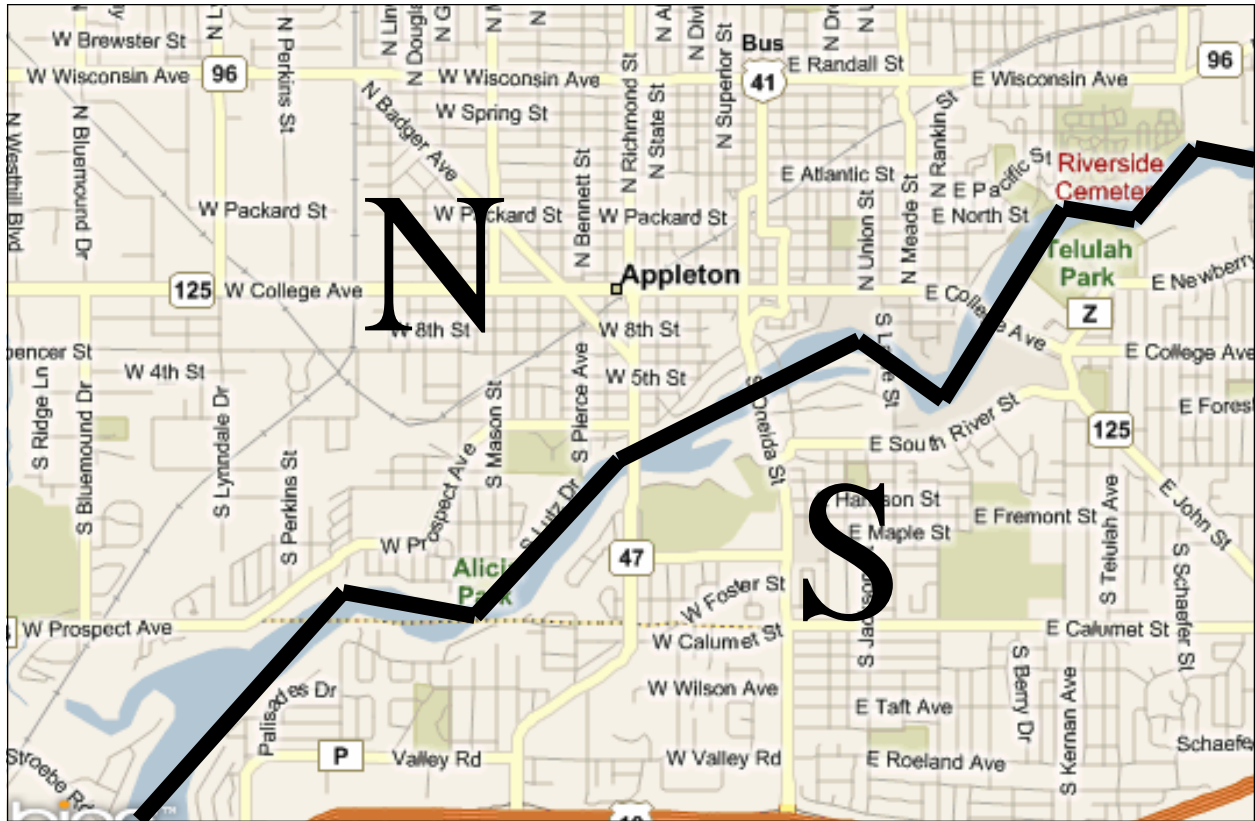 W Brewster St
W Wisconsin Ave
96
N Perkins St
N Westhill Blvd
N Bluemound Dr
N Badger Ave
W Wisconsin Ave
W Spring St
N Richmond St
N State St
N Superior St
N Bennett St
Bus
41
E Randall St
E Wisconsin Ave
96
N Rankin St
E Atlantic St
E Pacific St
Riverside
N Union St
N Meade St
E North St
W Packard St
W Packard St
W Packard St
N
Telulah
Park
Appleton
125
W College Ave
E College Ave
E Newberry
Z
W 8th St
W 8th St
W 4th St
W 5th St
E College Ave
S Ridge Ln
S Bluemound Dr
S Lynndale Dr
S Perkins St
S Mason St
S Pierce Ave
S Oneida St
E South River St
125
W Prospect Ave
S Lutz Dr
S
E Maple St
E Fremont St
S Telulah Ave
E John St
S Schaefer St
47
W Foster St
W Prospect Ave
W Calumet St
E Calumet St
Palisades Dr
W Wilson Ave
E Taft Ave
S Berry Dr
S Kernan Ave
P
Valley Rd
W Valley Rd
E Roeland Ave